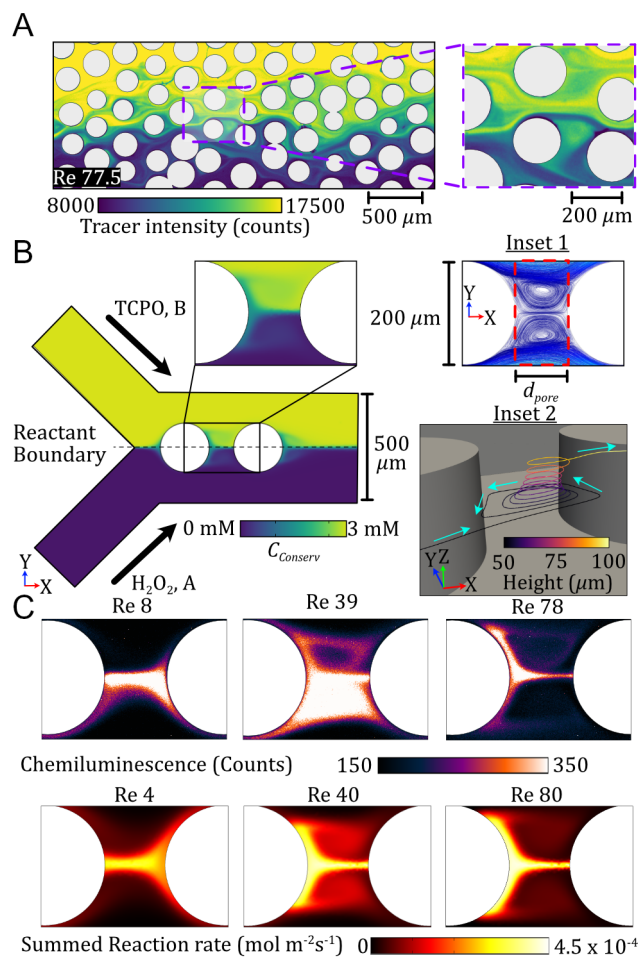 A
Re 77.5
8000 17500
Tracer intensity (counts)
500 μm
200 μm
B
TCPO, B
Reactant
Boundary
500
μm
0 mM 3 mM
C_Conserv
H₂O₂, A
Y
X
Inset 1
Y
X
200 μm
d_pore
Inset 2
50 75 100
Height (μm)
Y Z
X
C
Re 8 Re 39 Re 78
Chemiluminescence (Counts) 150 350
Re 4 Re 40 Re 80
Summed Reaction rate (mol m⁻²s⁻¹) 0 4.5 x 10⁻⁴